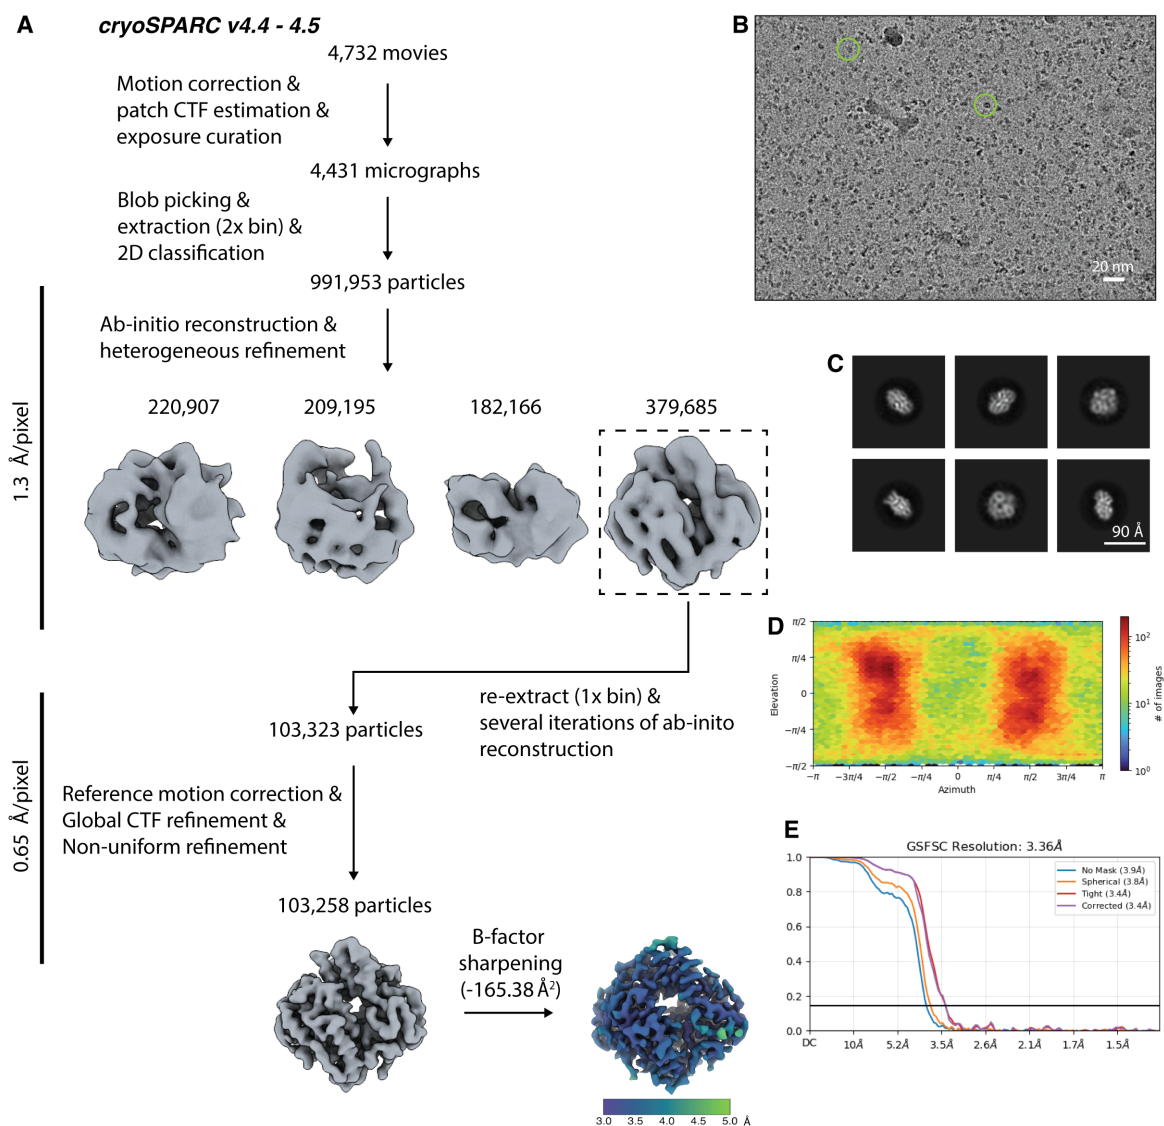 A
cryoSPARC v4.4 - 4.5
4,732 movies
Motion correction &
patch CTF estimation &
exposure curation
4,431 micrographs
Blob picking &
extraction (2x bin) &
2D classification
991,953 particles
Ab-initio reconstruction &
heterogeneous refinement
220,907 209,195 182,166 379,685
1.3 Å/pixel
re-extract (1x bin) &
several iterations of ab-inito
reconstruction
103,323 particles
Reference motion correction &
Global CTF refinement &
Non-uniform refinement
0.65 Å/pixel
103,258 particles
B-factor
sharpening
(-165.38 Å²)
3.0 3.5 4.0 4.5 5.0 Å
B
20 nm
C
90 Å
D
π/2
π/4
0
−π/4
−π/2
Elevation
−π −3π/4 −π/2 −π/4 0 π/4 π/2 3π/4 π
Azimuth
10²
10¹
10⁰
# of images
E
GSFSC Resolution: 3.36Å
No Mask (3.9Å)
Spherical (3.8Å)
Tight (3.4Å)
Corrected (3.4Å)
1.0
0.8
0.6
0.4
0.2
0.0
DC 10Å 5.2Å 3.5Å 2.6Å 2.1Å 1.7Å 1.5Å